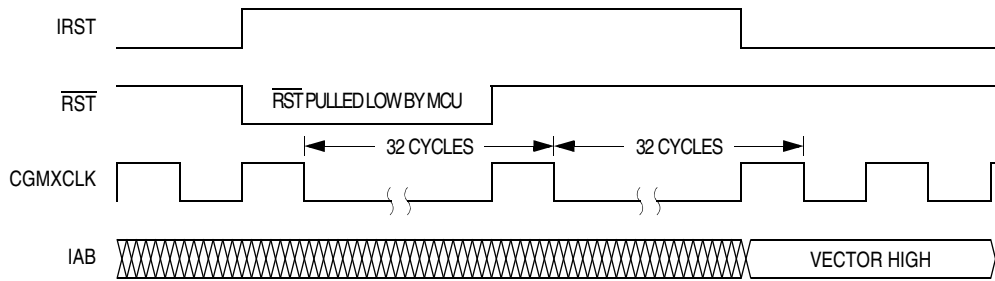 IRST
RST
RST PULLED LOW BY MCU
32 CYCLES
32 CYCLES
CGMXCLK
IAB
VECTOR HIGH